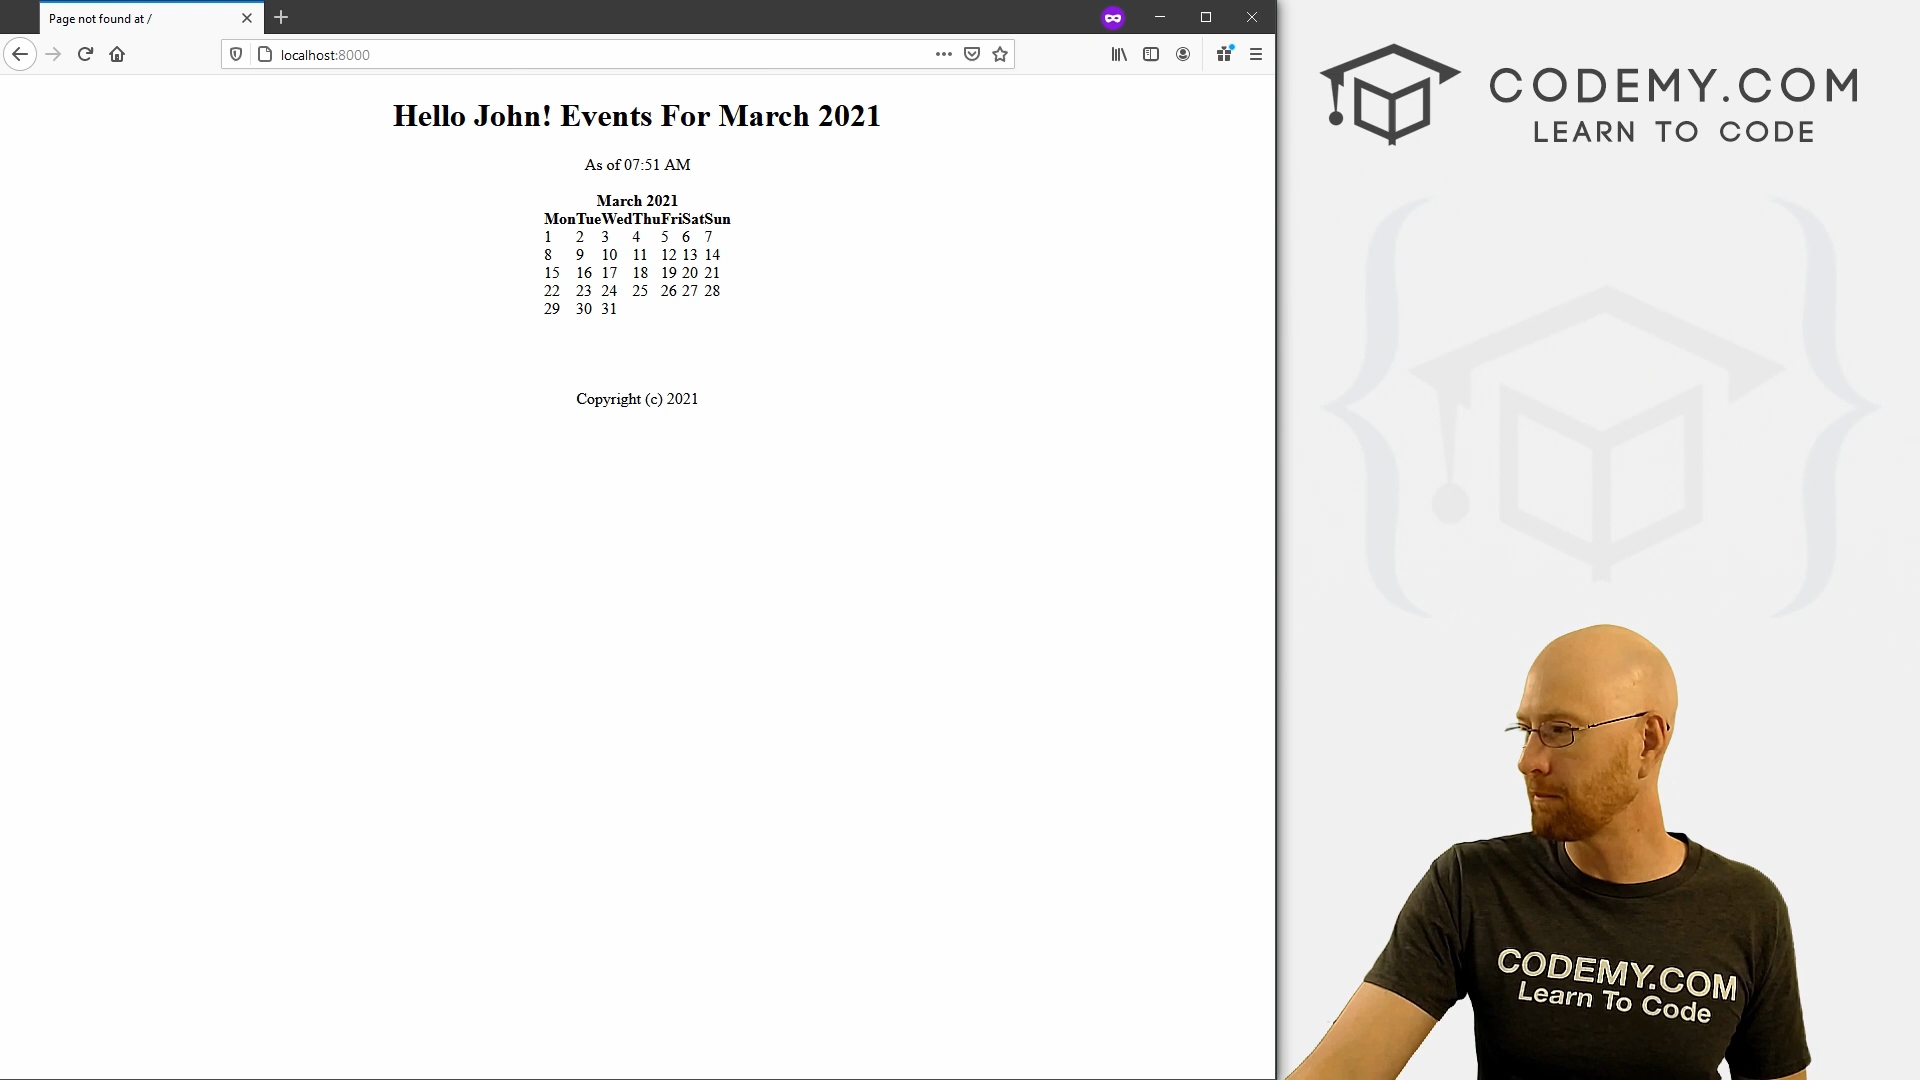 Page not found at /
localhost:8000
Hello John! Events For March 2021
As of 07:51 AM
March 2021
MonTueWedThuFriSatSun
1 2 3 4 5 6 7
8 9 10 11 12 13 14
15 16 17 18 19 20 21
22 23 24 25 26 27 28
29 30 31
Copyright (c) 2021
CODEMY.COM
LEARN TO CODE
CODEMY.COM
Learn To Code